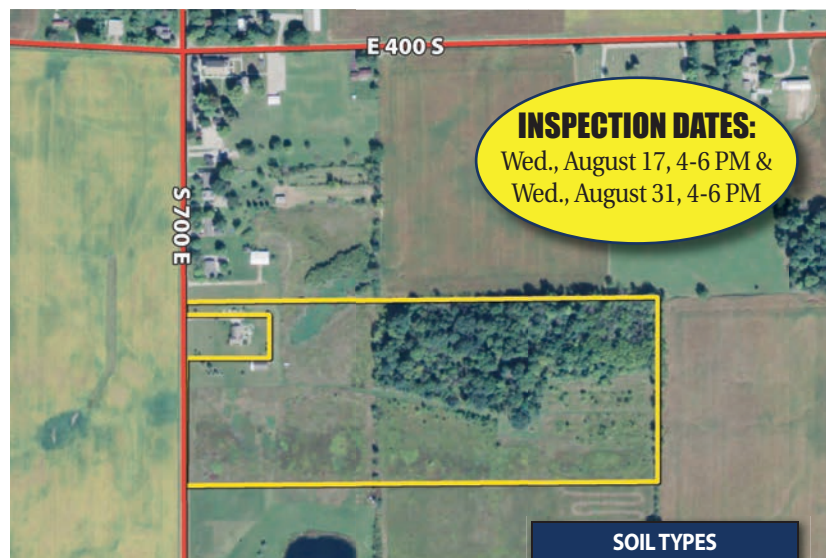 E 400 S
INSPECTION DATES:
Wed., August 17, 4-6 PM &
Wed., August 31, 4-6 PM
S 700 E
SOIL TYPES